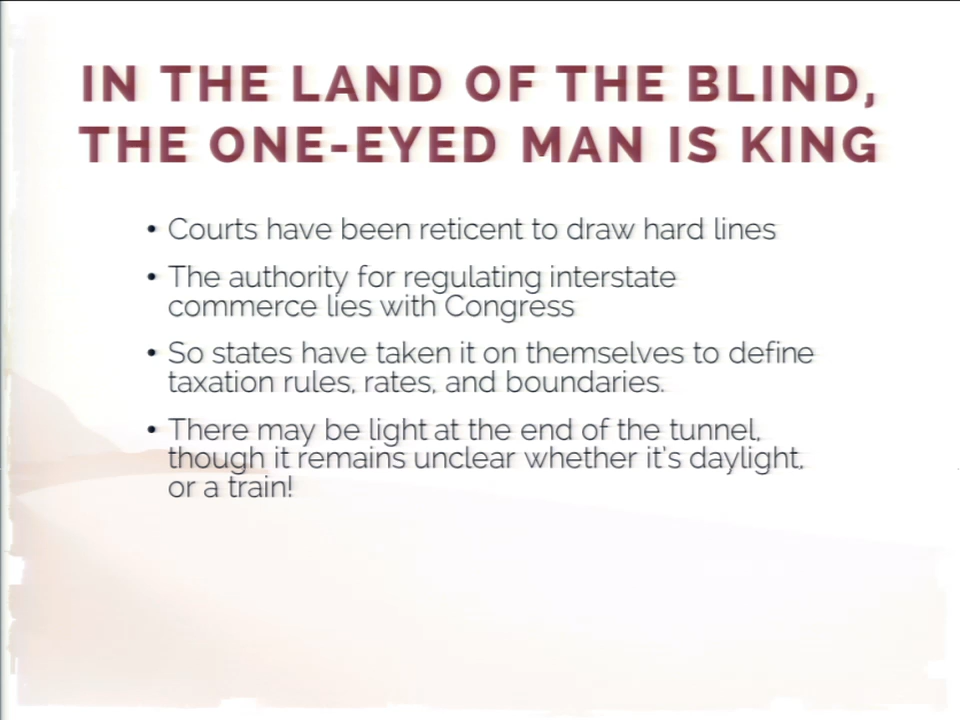 IN THE LAND OF THE BLIND,
THE ONE-EYED MAN IS KING
• Courts have been reticent to draw hard lines
• The authority for regulating interstate
commerce lies with Congress
• So states have taken it on themselves to define
taxation rules, rates, and boundaries.
• There may be light at the end of the tunnel,
though it remains unclear whether it's daylight,
or a train!